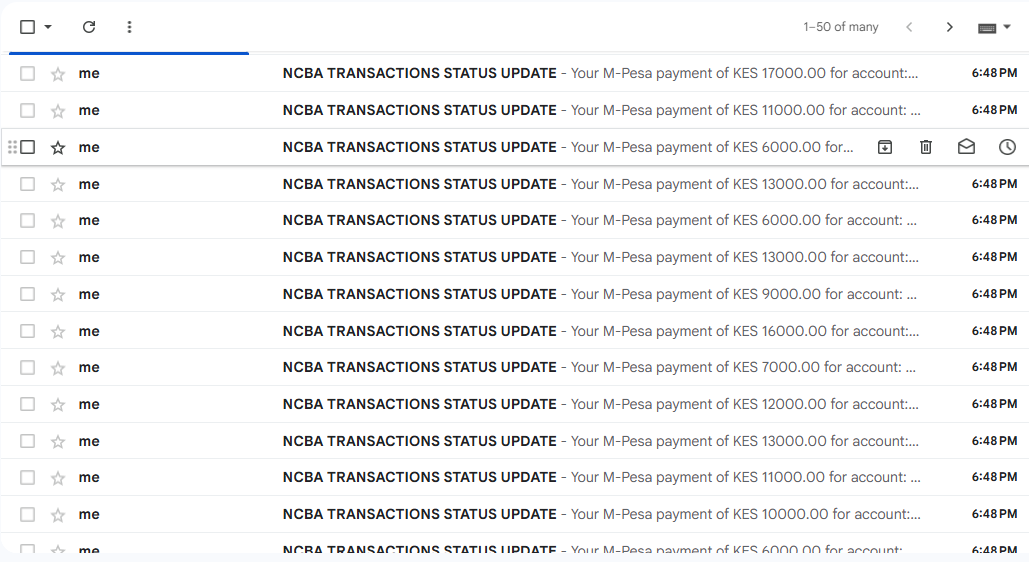 1–50 of many
me NCBA TRANSACTIONS STATUS UPDATE - Your M-Pesa payment of KES 17000.00 for account:... 6:48 PM
me NCBA TRANSACTIONS STATUS UPDATE - Your M-Pesa payment of KES 11000.00 for account: ... 6:48 PM
me NCBA TRANSACTIONS STATUS UPDATE - Your M-Pesa payment of KES 6000.00 for...
me NCBA TRANSACTIONS STATUS UPDATE - Your M-Pesa payment of KES 13000.00 for account:... 6:48 PM
me NCBA TRANSACTIONS STATUS UPDATE - Your M-Pesa payment of KES 6000.00 for account: ... 6:48 PM
me NCBA TRANSACTIONS STATUS UPDATE - Your M-Pesa payment of KES 13000.00 for account:... 6:48 PM
me NCBA TRANSACTIONS STATUS UPDATE - Your M-Pesa payment of KES 9000.00 for account: ... 6:48 PM
me NCBA TRANSACTIONS STATUS UPDATE - Your M-Pesa payment of KES 16000.00 for account:... 6:48 PM
me NCBA TRANSACTIONS STATUS UPDATE - Your M-Pesa payment of KES 7000.00 for account: ... 6:48 PM
me NCBA TRANSACTIONS STATUS UPDATE - Your M-Pesa payment of KES 12000.00 for account:... 6:48 PM
me NCBA TRANSACTIONS STATUS UPDATE - Your M-Pesa payment of KES 13000.00 for account:... 6:48 PM
me NCBA TRANSACTIONS STATUS UPDATE - Your M-Pesa payment of KES 11000.00 for account: ... 6:48 PM
me NCBA TRANSACTIONS STATUS UPDATE - Your M-Pesa payment of KES 10000.00 for account:... 6:48 PM
me NCBA TRANSACTIONS STATUS UPDATE - Your M-Pesa payment of KES 6000.00 for account: 6:48 PM